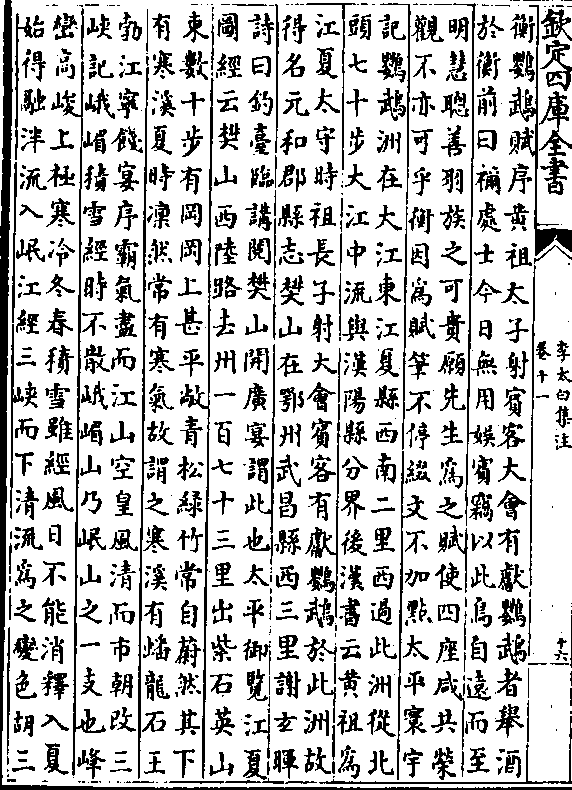 欽定四庫全書
李太白集注
卷十一
十六
衡鸚鵡賦序黄祖太子射賓客大會有獻鸚鵡者舉酒
於衡前曰禰處士今日無用娛賓竊以此鳥自逺而至
明慧聰善羽族之可貴願先生為之賦使四座咸共榮
觀不亦可乎衡因為賦筆不停綴文不加點太平寰宇
記鸚鵡洲在大江東江夏縣西南二里西過此洲從北
頭七十步大江中流與漢陽縣分界後漢書云黄祖為
江夏太守時祖長子射大會賓客有獻鸚鵡於此洲故
得名元和郡縣志樊山在鄂州武昌縣西三里謝玄暉
詩曰釣臺臨講閱樊山開廣宴謂此也太平御覽江夏
圖經云樊山西陸路去州一百七十三里出紫石英山
東數十步有岡岡上甚平敞青松緑竹常自蔚然其下
有寒溪夏時凛然常有寒氣故謂之寒溪有蟠龍石王
勃江寧餞宴序霸氣盡而江山空皇風清而市朝改三
峽記峨嵋積雪經時不散峨嵋山乃岷山之一支也峰
巒高峻上極寒冷冬春積雪雖經風日不能消釋入夏
始得融泮流入岷江經三峽而下清流為之變色胡三